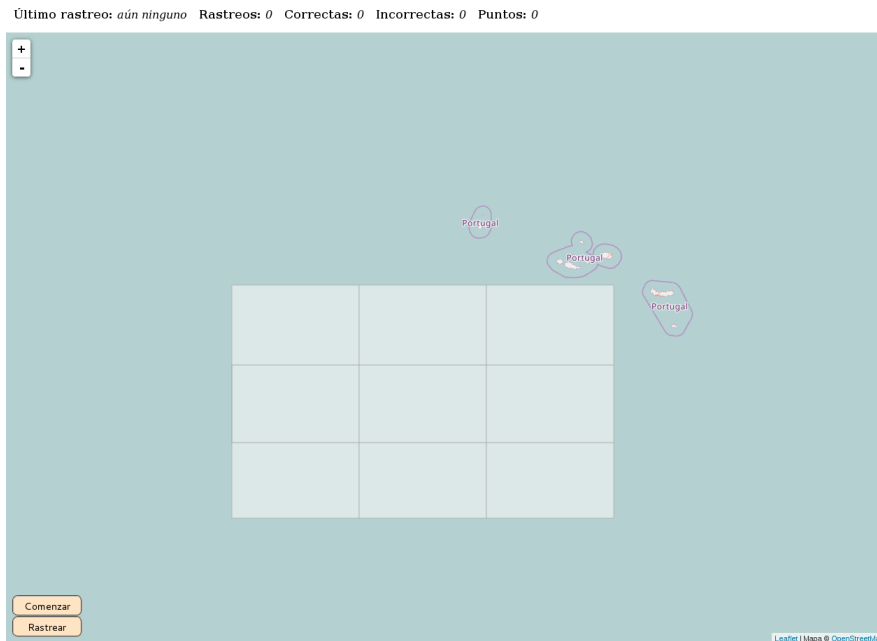 Último rastreo: aún ninguno Rastreos: 0 Correctas: 0 Incorrectas: 0 Puntos: 0
+
-
Portugal
Portugal
Portugal
Comenzar
Rastrear
Leaflet | Mapa © OpenStreetM